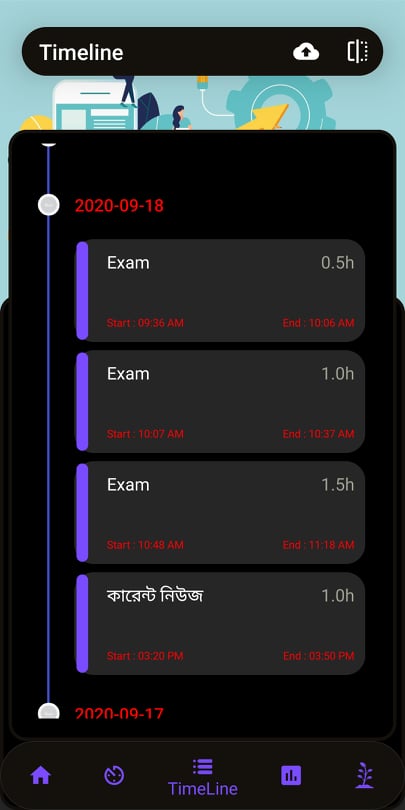 Timeline
2020-09-18
Exam 0.5h
Start : 09:36 AM End : 10:06 AM
Exam 1.0h
Start : 10:07 AM End : 10:37 AM
Exam 1.5h
Start : 10:48 AM End : 11:18 AM
কারেন্ট নিউজ 1.0h
Start : 03:20 PM End : 03:50 PM
2020-09-17
TimeLine